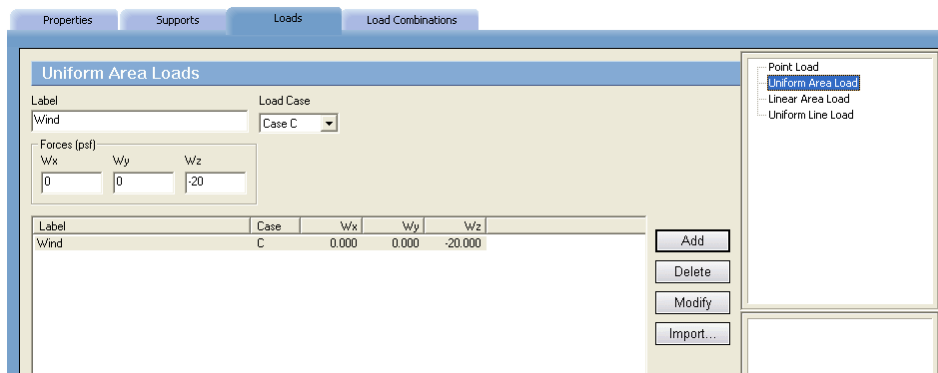 Properties Supports Loads Load Combinations
Uniform Area Loads
Label Load Case
Wind Case C
Forces (psf)
Wx Wy Wz
0 0 -20
Label Case Wx Wy Wz
Wind C 0.000 0.000 -20.000
Add
Delete
Modify
Import...
Point Load
Uniform Area Load
Linear Area Load
Uniform Line Load